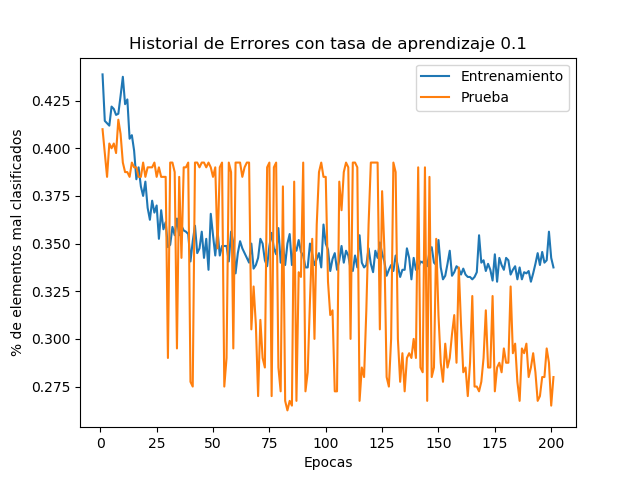 Historial de Errores con tasa de aprendizaje 0.1
Entrenamiento
Prueba
% de elementos mal clasificados
0.425
0.400
0.375
0.350
0.325
0.300
0.275
0 25 50 75 100 125 150 175 200
Epocas